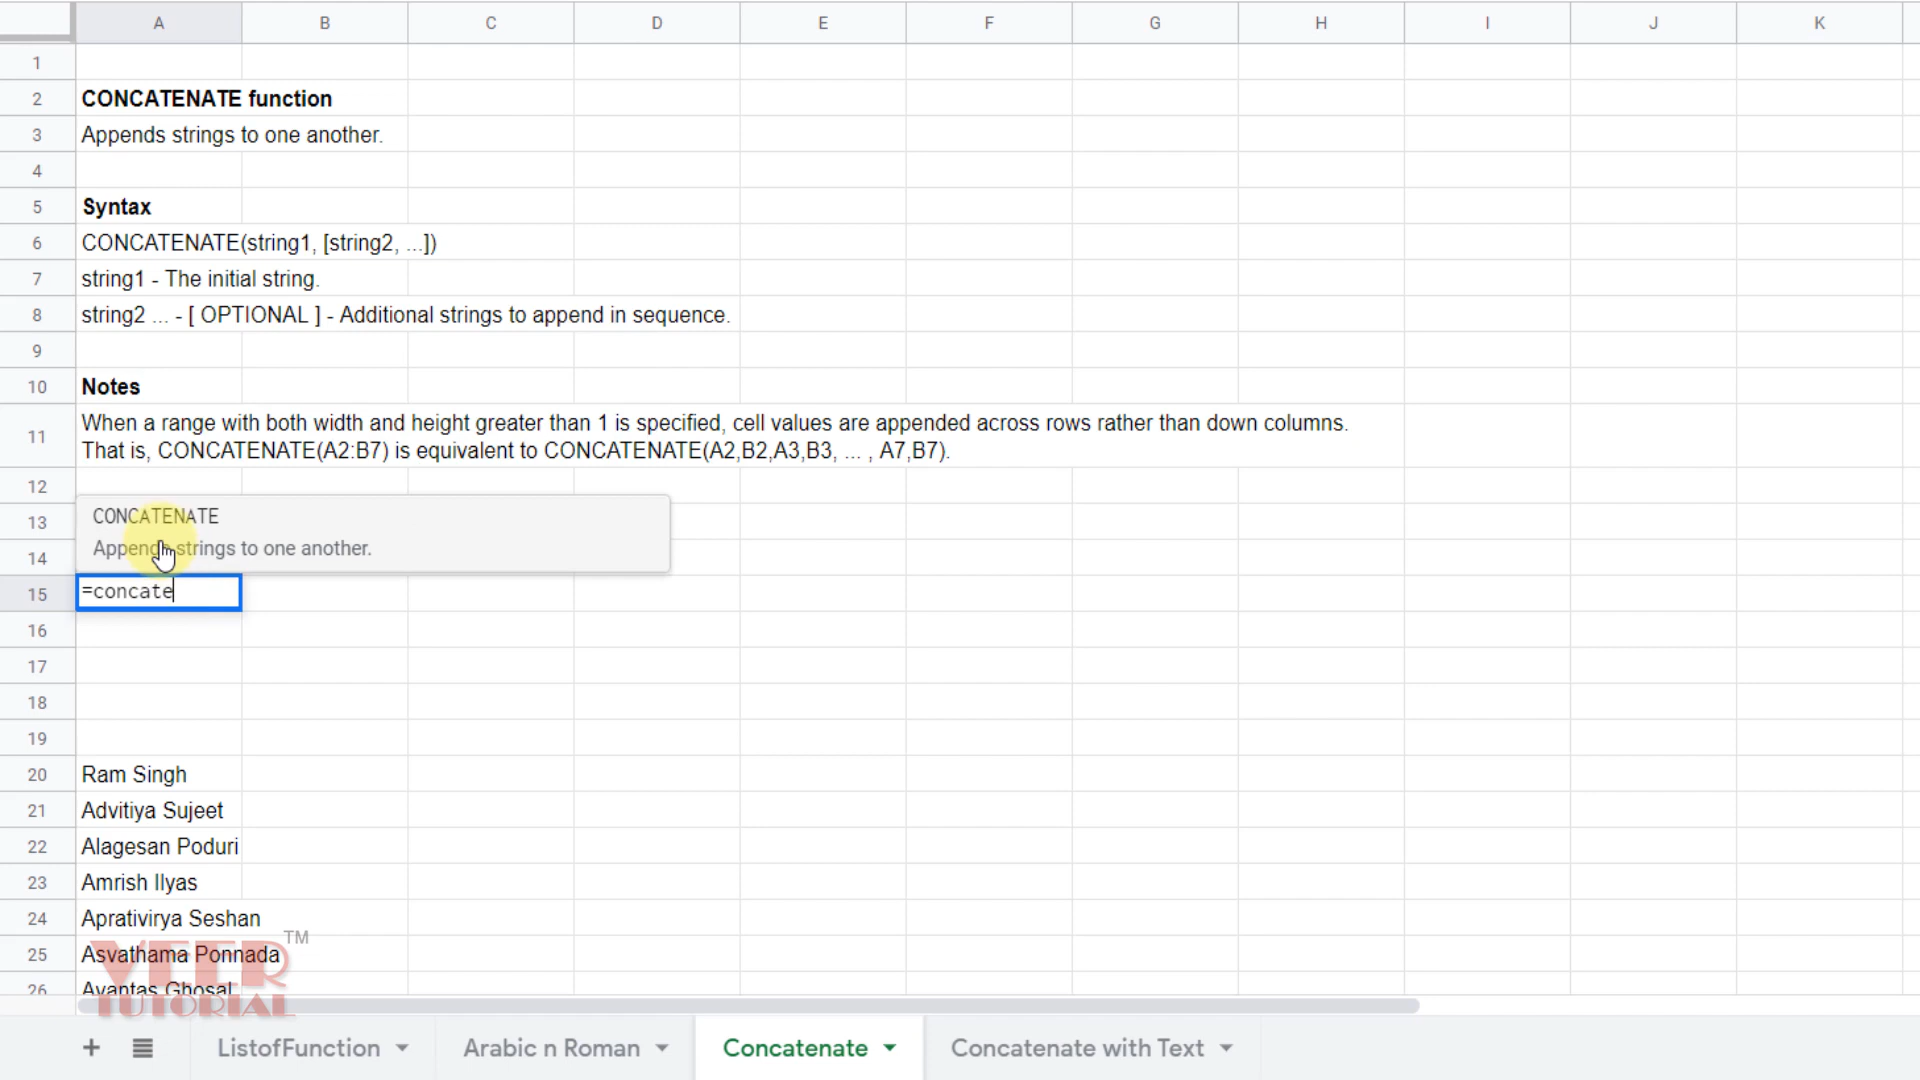 A B C D E F G H I J K
1
2 CONCATENATE function
3 Appends strings to one another.
4
5 Syntax
6 CONCATENATE(string1, [string2, ...])
7 string1 - The initial string.
8 string2 ... - [ OPTIONAL ] - Additional strings to append in sequence.
9
10 Notes
11 When a range with both width and height greater than 1 is specified, cell values are appended across rows rather than down columns.
That is, CONCATENATE(A2:B7) is equivalent to CONCATENATE(A2,B2,A3,B3, ... , A7,B7).
12
13 CONCATENATE
14 Appends strings to one another.
15 =concate
16
17
18
19
20 Ram Singh
21 Advitiya Sujeet
22 Alagesan Poduri
23 Amrish Ilyas
24 Aprativirya Seshan
25 Asvathama Ponnada
26 Avantas Ghosal
VEER TM
TUTORIAL
+ ListofFunction Arabic n Roman Concatenate Concatenate with Text